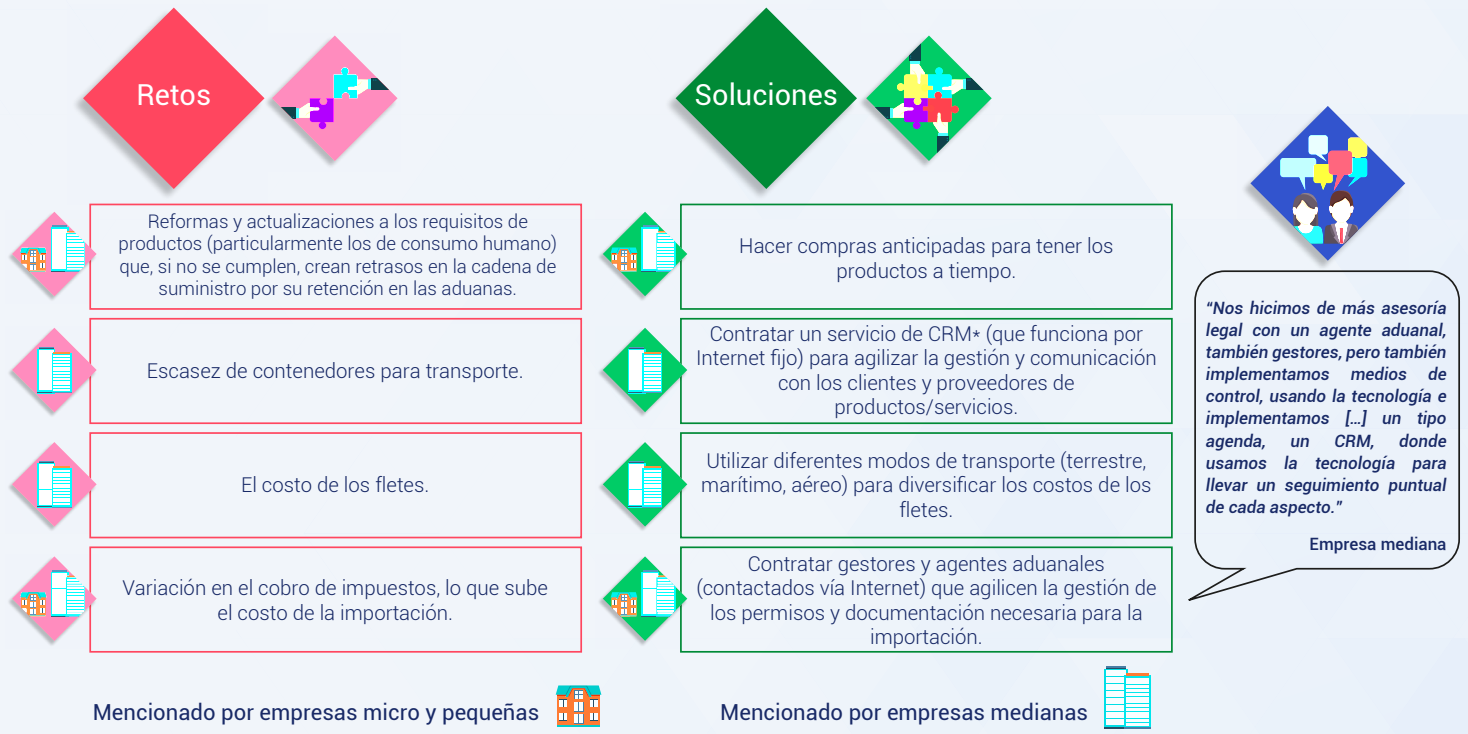 Retos
Reformas y actualizaciones a los requisitos de
productos (particularmente los de consumo humano)
que, si no se cumplen, crean retrasos en la cadena de
suministro por su retención en las aduanas.
Escasez de contenedores para transporte.
El costo de los fletes.
Variación en el cobro de impuestos, lo que sube
el costo de la importación.
Soluciones
Hacer compras anticipadas para tener los
productos a tiempo.
Contratar un servicio de CRM* (que funciona por
Internet fijo) para agilizar la gestión y comunicación
con los clientes y proveedores de
productos/servicios.
Utilizar diferentes modos de transporte (terrestre,
marítimo, aéreo) para diversificar los costos de los
fletes.
Contratar gestores y agentes aduanales
(contactados vía Internet) que agilicen la gestión de
los permisos y documentación necesaria para la
importación.
“Nos hicimos de más asesoría
legal con un agente aduanal,
también gestores, pero también
implementamos medios de
control, usando la tecnología e
implementamos [...] un tipo
agenda, un CRM, donde
usamos la tecnología para
llevar un seguimiento puntual
de cada aspecto."
Empresa mediana
Mencionado por empresas micro y pequeñas
Mencionado por empresas medianas